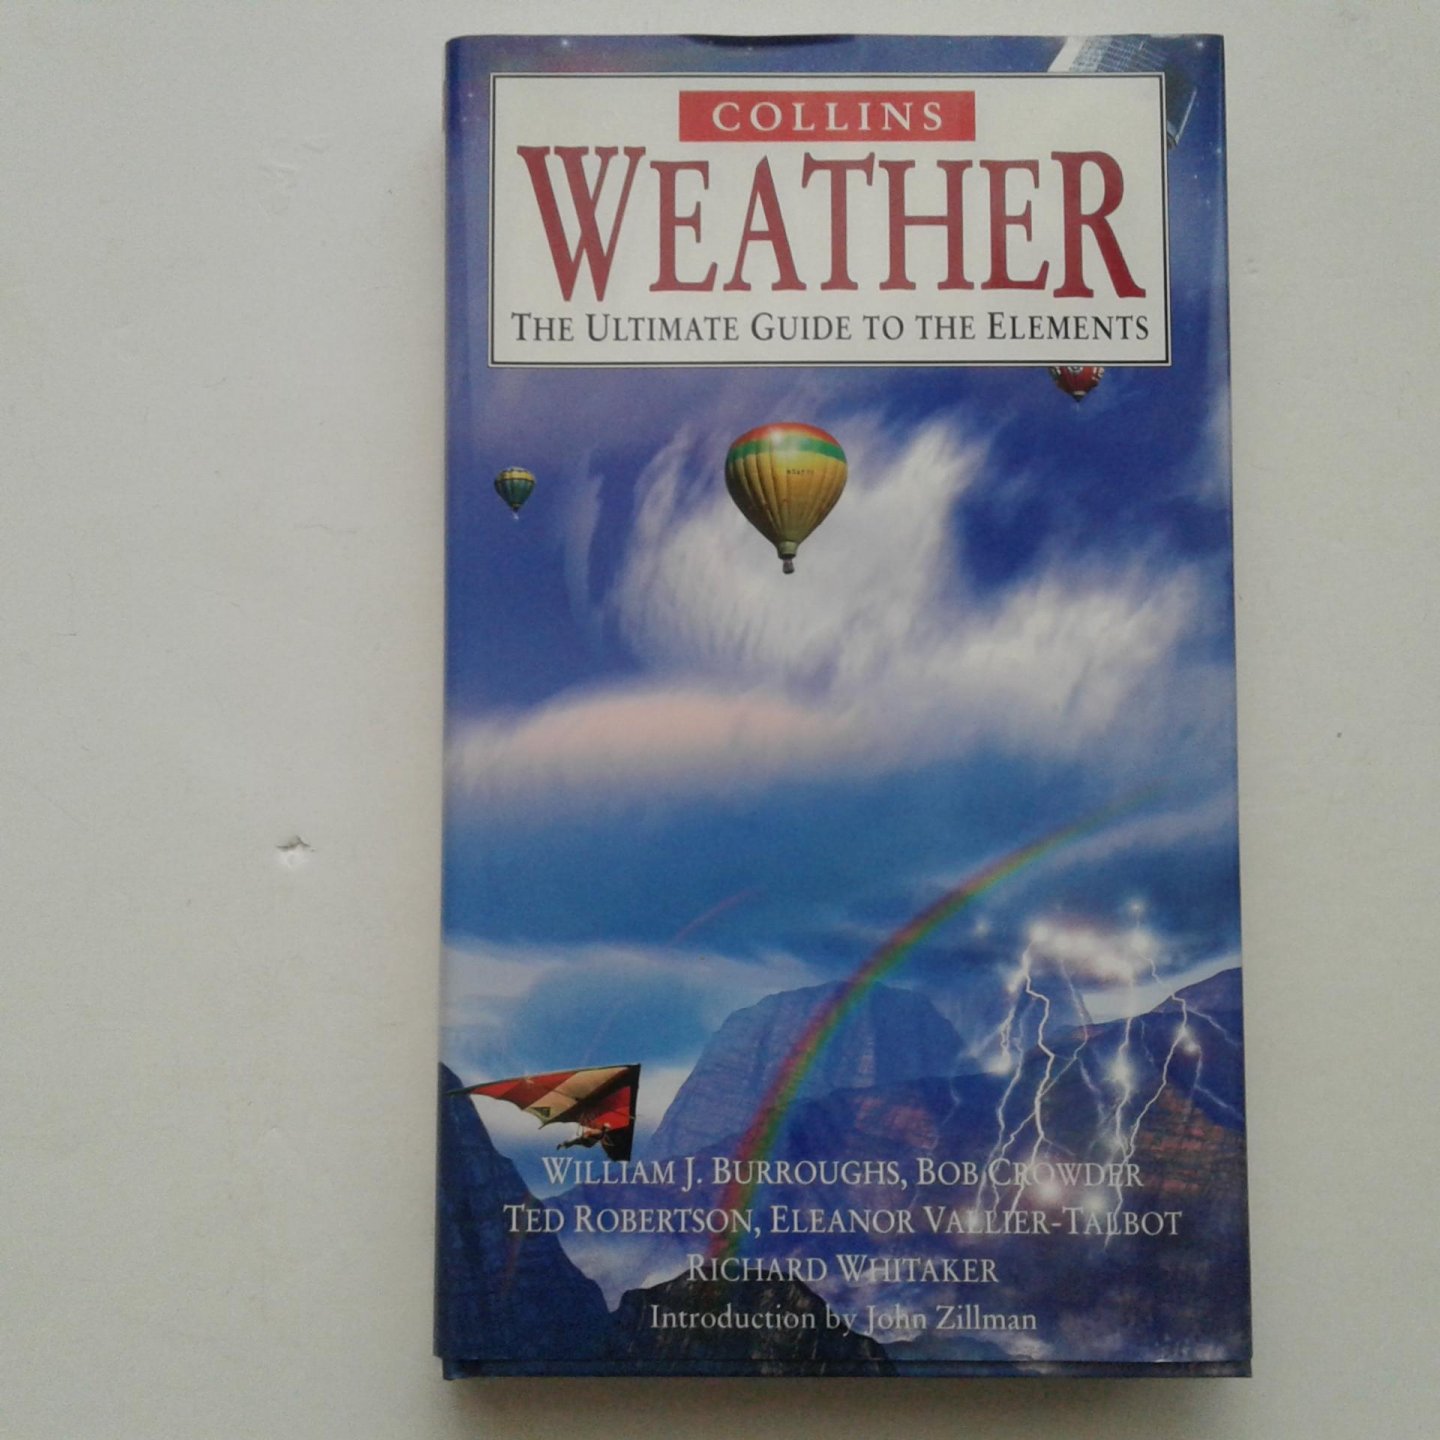 COLLINS
WEATHER
THE ULTIMATE GUIDE TO THE ELEMENTS
WILLIAM J. BURROUGHS, BOB CROWDER
TED ROBERTSON, ELEANOR VALLIER-TALBOT
RICHARD WHITAKER
Introduction by John Zillman